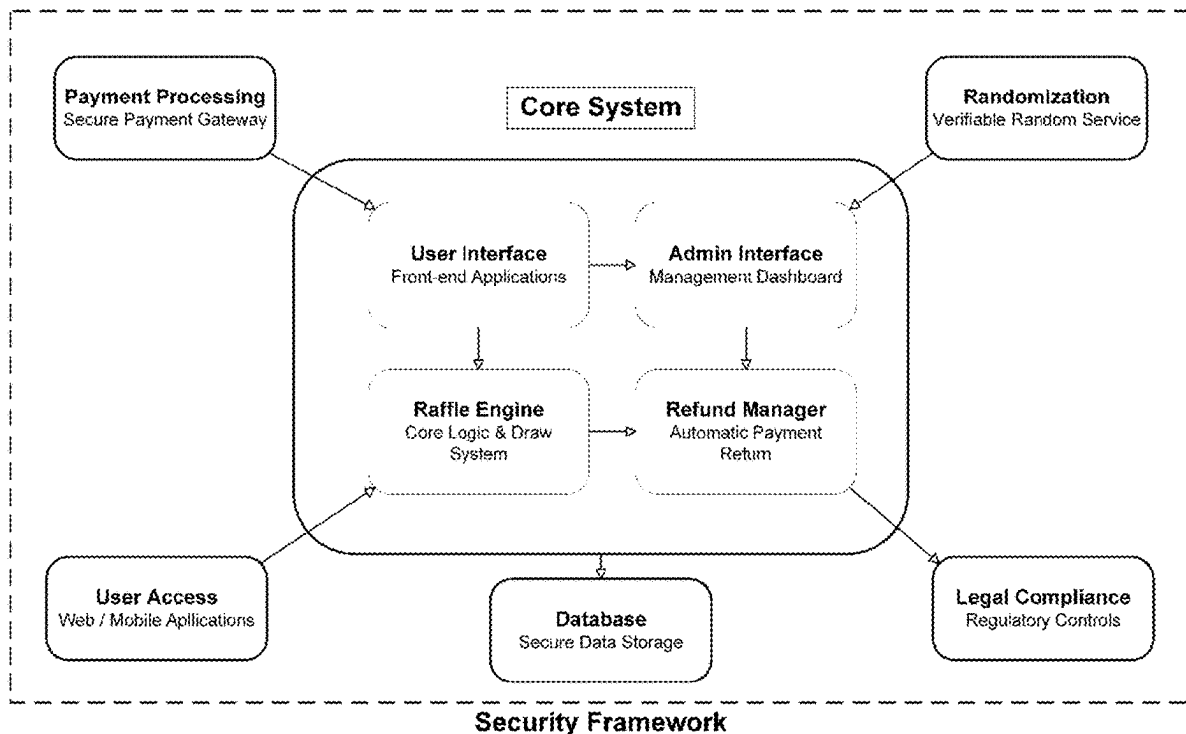 Payment Processing
Secure Payment Gateway
Core System
Randomization
Verifiable Random Service
User Interface
Front-end Applications
Admin Interface
Management Dashboard
Raffle Engine
Core Logic & Draw
System
Refund Manager
Automatic Payment
Return
User Access
Web / Mobile Apllications
Database
Secure Data Storage
Legal Compliance
Regulatory Controls
Security Framework